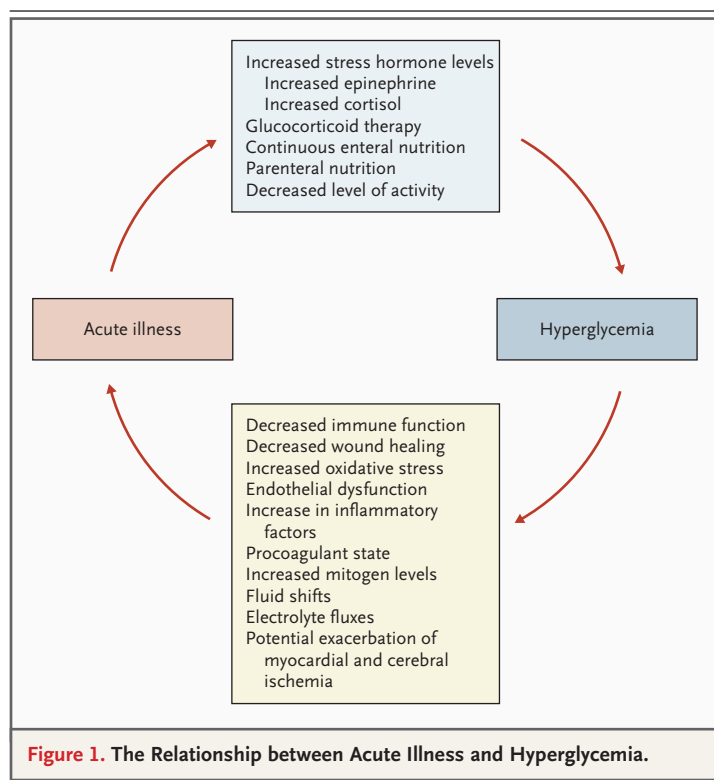 Increased stress hormone levels
Increased epinephrine
Increased cortisol
Glucocorticoid therapy
Continuous enteral nutrition
Parenteral nutrition
Decreased level of activity
Acute illness
Hyperglycemia
Decreased immune function
Decreased wound healing
Increased oxidative stress
Endothelial dysfunction
Increase in inflammatory
factors
Procoagulant state
Increased mitogen levels
Fluid shifts
Electrolyte fluxes
Potential exacerbation of
myocardial and cerebral
ischemia
Figure 1. The Relationship between Acute Illness and Hyperglycemia.